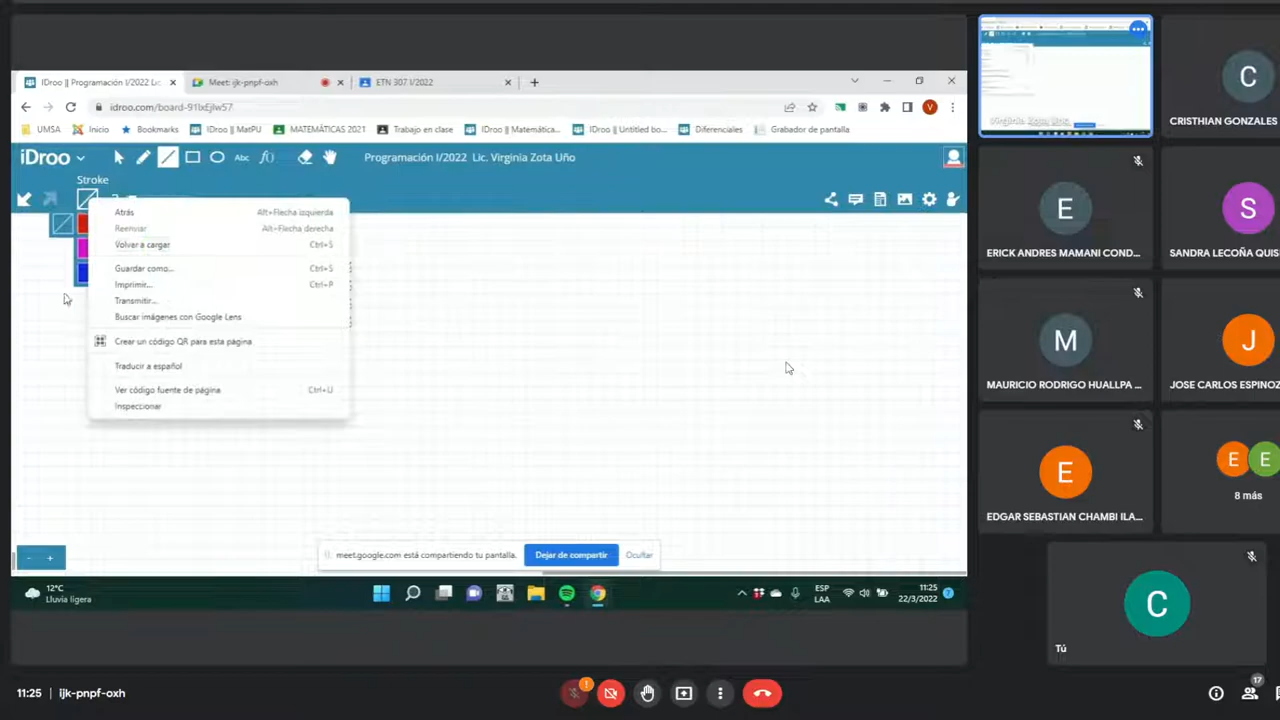 IDroo || Programación I/2022 Lic.
Meet: ijk-pnpf-oxh
ETN 307 I/2022
idroo.com/board-91lxEjIw57
V
UMSA
Inicio
Bookmarks
IDroo || MatPU
MATEMÁTICAS 2021
Trabajo en clase
IDroo || Matemática...
IDroo || Untitled bo...
Diferenciales
Grabador de pantalla
iDroo
Abc
f()
Programación I/2022 Lic. Virginia Zota Uño
Stroke
Atrás Alt+Flecha izquierda
Reenviar Alt+Flecha derecha
Volver a cargar Ctrl+S
Guardar como... Ctrl+S
Imprimir... Ctrl+P
Transmitir...
Buscar imágenes con Google Lens
Crear un código QR para esta página
Traducir a español
Ver código fuente de página Ctrl+U
Inspeccionar
- +
meet.google.com está compartiendo tu pantalla.
Dejar de compartir
Ocultar
12°C
Lluvia ligera
ESP
LAA
11:25
22/3/2022
Virginia Zota Uno
C
CRISTHIAN GONZALES
E
ERICK ANDRES MAMANI COND...
S
SANDRA LECOÑA QUIS
M
MAURICIO RODRIGO HUALLPA ...
J
JOSE CARLOS ESPINOZ
E
EDGAR SEBASTIAN CHAMBI ILA...
E E
8 más
C
Tú
11:25 | ijk-pnpf-oxh
!
17